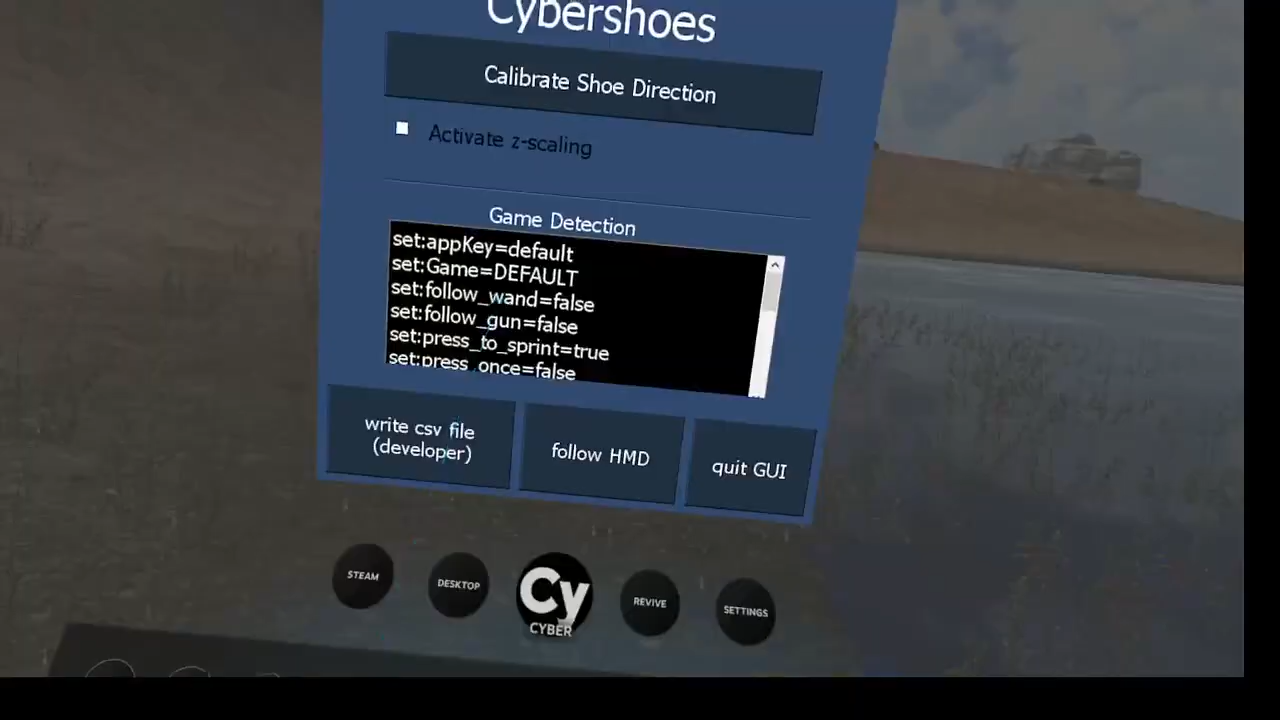 Cybershoes
Calibrate Shoe Direction
Activate z-scaling
Game Detection
set:appKey=default
set:Game=DEFAULT
set:follow_wand=false
set:follow_gun=false
set:press_to_sprint=true
set:press_once=false
write csv file
(developer)
follow HMD
quit GUI
STEAM
DESKTOP
Cy
CYBER
REVIVE
SETTINGS